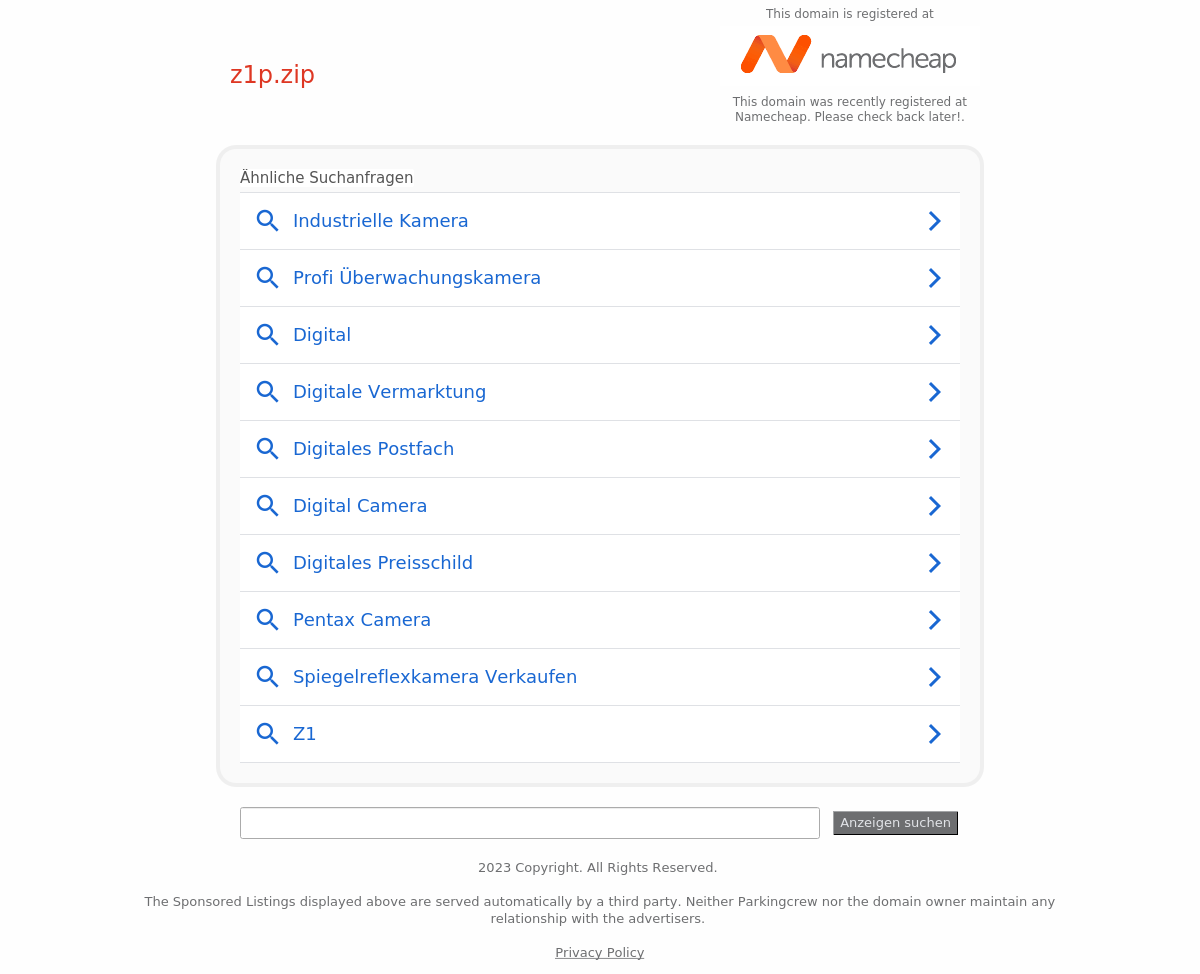 This domain is registered at
namecheap
z1p.zip
This domain was recently registered at
Namecheap. Please check back later!.
Ähnliche Suchanfragen
Industrielle Kamera
Profi Überwachungskamera
Digital
Digitale Vermarktung
Digitales Postfach
Digital Camera
Digitales Preisschild
Pentax Camera
Spiegelreflexkamera Verkaufen
Z1
Anzeigen suchen
2023 Copyright. All Rights Reserved.
The Sponsored Listings displayed above are served automatically by a third party. Neither Parkingcrew nor the domain owner maintain any
relationship with the advertisers.
Privacy Policy